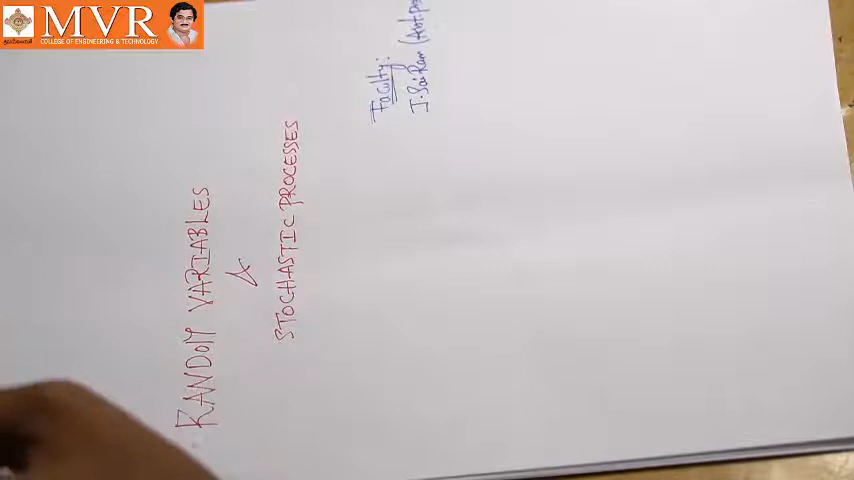 MVR
COLLEGE OF ENGINEERING & TECHNOLOGY
RANDOM VARIABLES
&
STOCHASTIC PROCESSES
Faculty:
J. Sai Ram